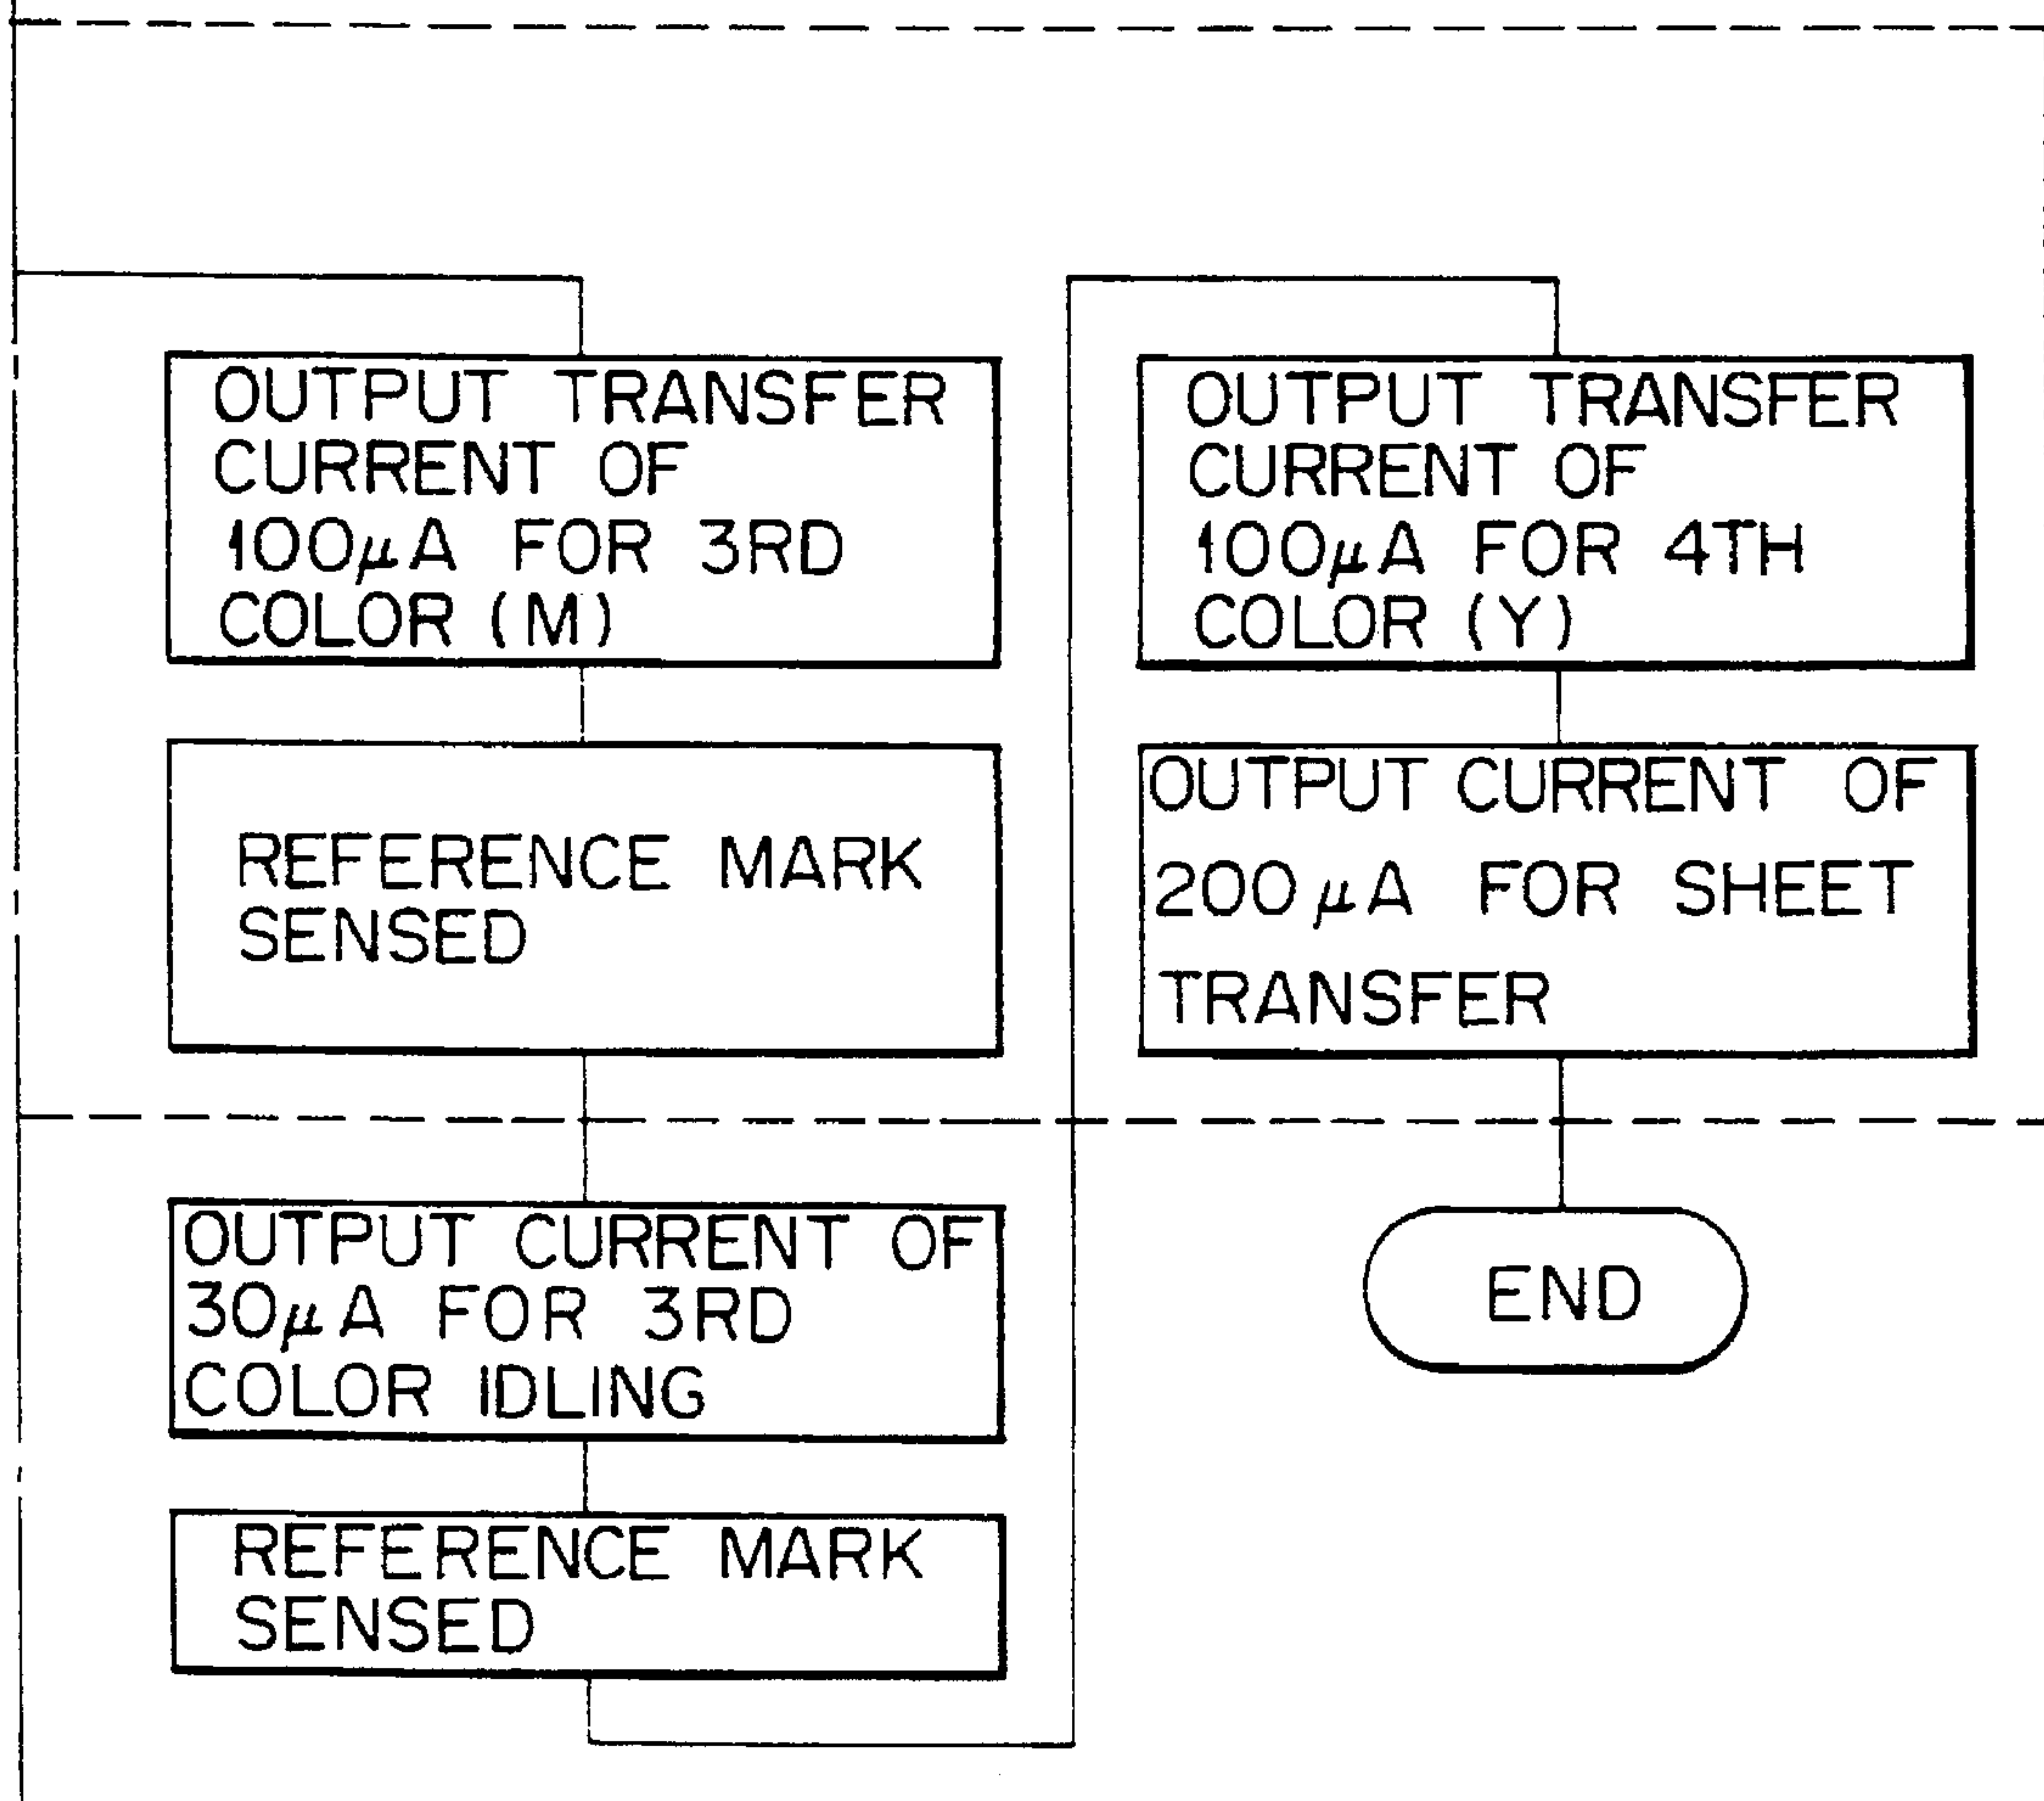 OUTPUT TRANSFER
CURRENT OF
100μA FOR 3RD
COLOR (M)
REFERENCE MARK
SENSED
OUTPUT CURRENT OF
30μA FOR 3RD
COLOR IDLING
REFERENCE MARK
SENSED
OUTPUT TRANSFER
CURRENT OF
100μA FOR 4TH
COLOR (Y)
OUTPUT CURRENT OF
200μA FOR SHEET
TRANSFER
END